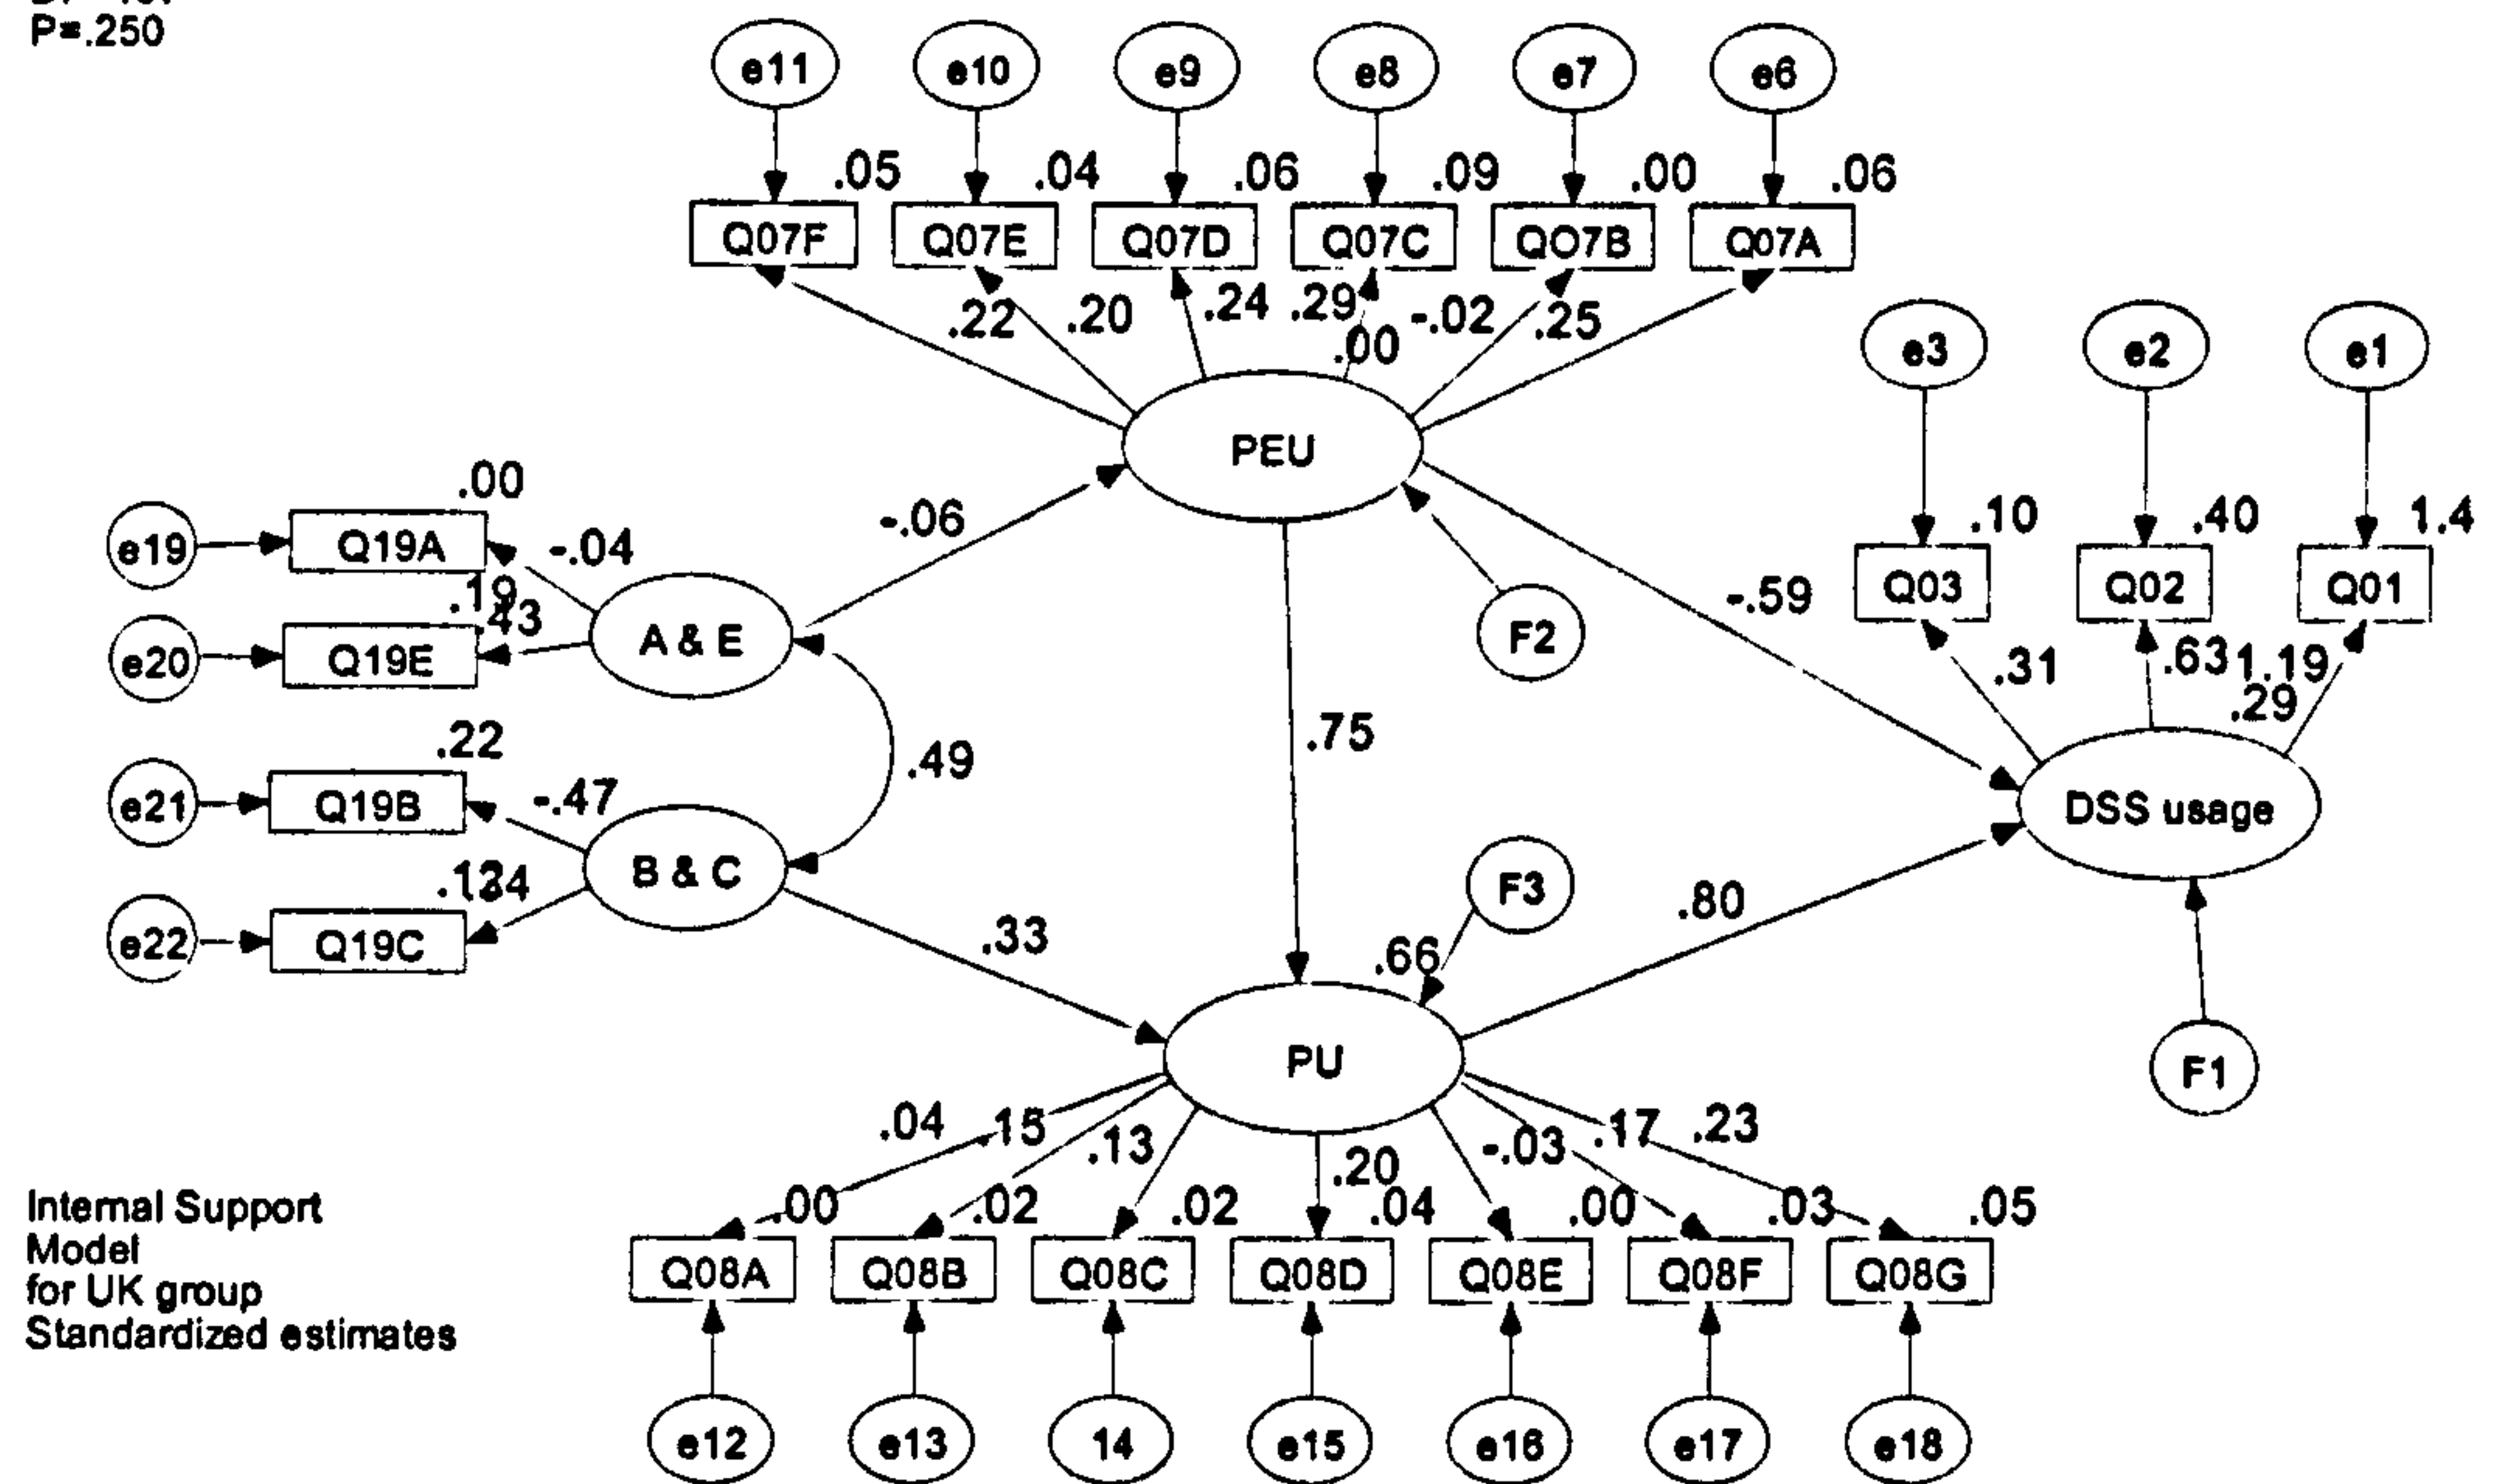 P=.250
e11 e10 e9 e8 e7 e6
.05 .04 .06 .09 .00 .06
Q07F Q07E Q07D Q07C QO7B Q07A
.22 .20 .24 .29 -.02 .25
.00
e3 e2 e1
PEU
.00
-.06
.10 .40 1.4
e19 Q19A -.04
Q03 Q02 Q01
-.59
.19
.43
e20 Q19E A & E
F2
.31 .63 1.19
.29
.22
.75
.49
e21 Q19B -.47
DSS usage
B & C
F3
e22 Q19C
.33
.66
.80
PU
F1
.04 .15 .13 .20 -.03 .17 .23
.00 .02 .02 .04 .00 .03 .05
Q08A Q08B Q08C Q08D Q08E Q08F Q08G
e12 e13 14 e15 e16 e17 e18
Internal Support
Model
for UK group
Standardized estimates